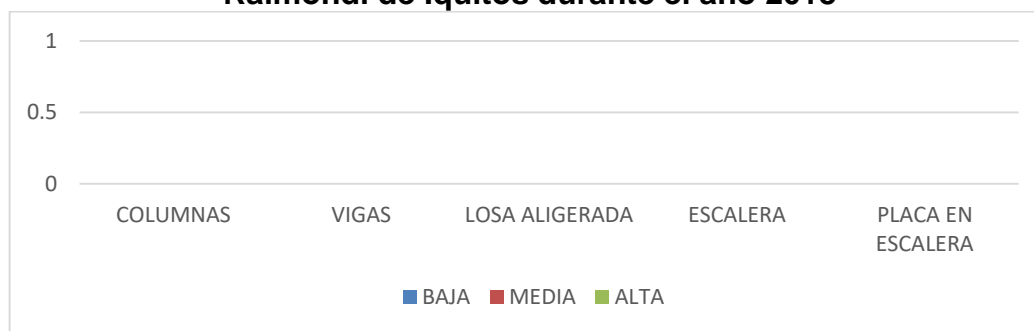 Raimondi de Iquitos durante el año 2018
1
0.5
0
COLUMNAS VIGAS LOSA ALIGERADA ESCALERA PLACA EN
ESCALERA
BAJA MEDIA ALTA